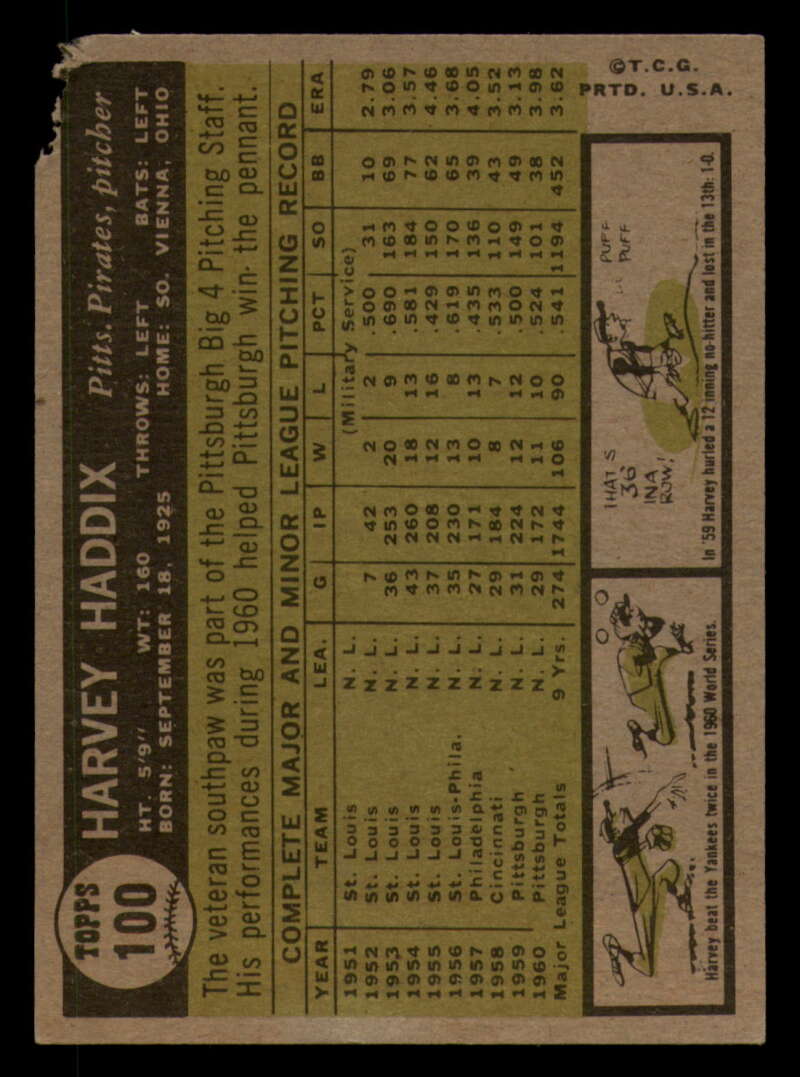 TOPPS
100
HARVEY HADDIX Pitts. Pirates, pitcher
HT. 5'9" WT: 160 THROWS: LEFT BATS: LEFT
BORN: SEPTEMBER 18, 1925 HOME: SO. VIENNA, OHIO
The veteran southpaw was part of the Pittsburgh Big 4 Pitching Staff.
His performances during 1960 helped Pittsburgh win the pennant.
COMPLETE MAJOR AND MINOR LEAGUE PITCHING RECORD
YEAR TEAM LEA. G IP W L PCT SO BB ERA
1951 St. Louis (Military Service)
1952 St. Louis N. L. 7 42 2 2 .500 31 10 2.79
1953 St. Louis N. L. 36 253 20 9 .690 163 69 3.06
1954 St. Louis N. L. 43 260 18 13 .581 184 77 3.57
1955 St. Louis N. L. 37 208 12 16 .429 150 62 4.46
1956 St. Louis-Phila. N. L. 35 230 13 8 .619 170 65 3.68
1957 Philadelphia N. L. 27 171 10 13 .435 136 39 4.05
1958 Cincinnati N. L. 29 184 8 7 .533 110 43 3.52
1959 Pittsburgh N. L. 31 224 12 12 .500 149 49 3.13
1960 Pittsburgh N. L. 29 172 11 10 .524 101 38 3.98
Major League Totals 9 Yrs. 274 1744 106 90 .541 1194 452 3.62
Harvey beat the Yankees twice in the 1960 World Series.
THAT'S
36
IN A
ROW!
PUFF
PUFF
In '59 Harvey hurled a 12 inning no-hitter and lost in the 13th: 1-0.
©T.C.G.
PRTD. U.S.A.